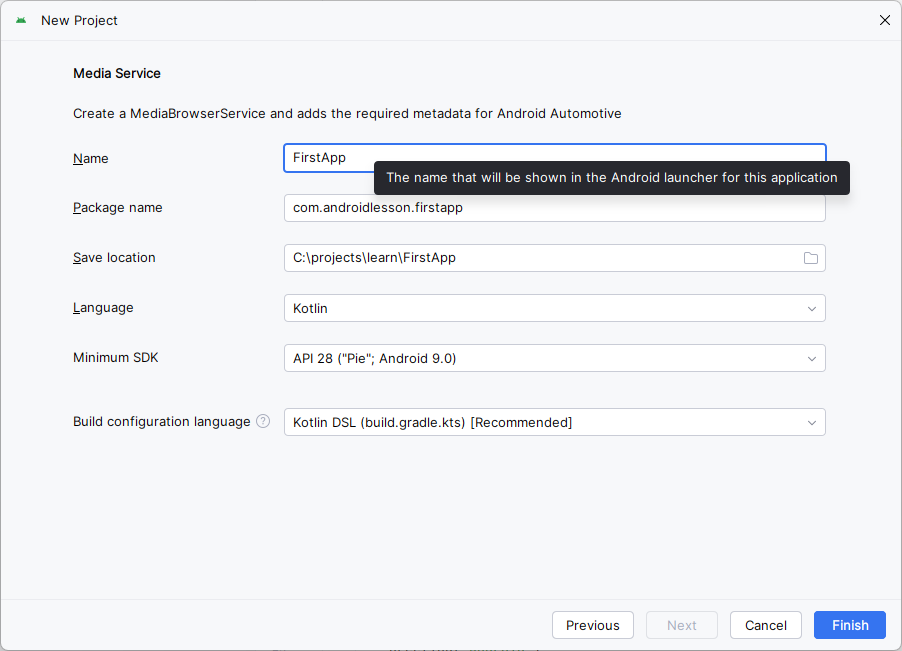 New Project
Media Service
Create a MediaBrowserService and adds the required metadata for Android Automotive
Name
FirstApp
The name that will be shown in the Android launcher for this application
Package name
com.androidlesson.firstapp
Save location
C:\projects\learn\FirstApp
Language
Kotlin
Minimum SDK
API 28 ("Pie"; Android 9.0)
Build configuration language ?
Kotlin DSL (build.gradle.kts) [Recommended]
Previous
Next
Cancel
Finish